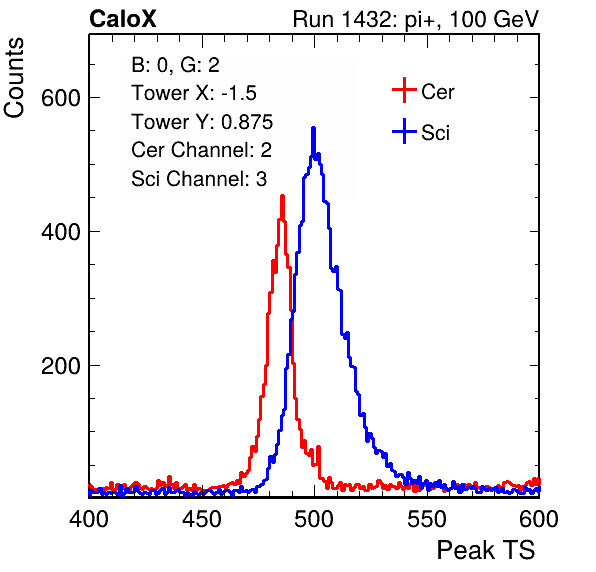 CaloX Run 1432: pi+, 100 GeV
Counts
B: 0, G: 2
Tower X: -1.5
Tower Y: 0.875
Cer Channel: 2
Sci Channel: 3
Cer
Sci
600
400
200
400 450 500 550 600
Peak TS